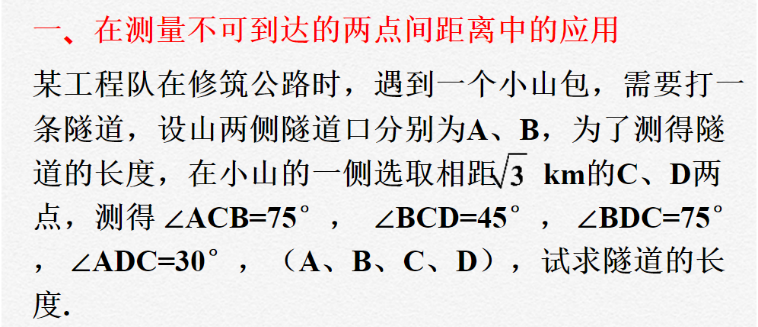 一、在测量不可到达的两点间距离中的应用
某工程队在修筑公路时，遇到一个小山包，需要打一
条隧道，设山两侧隧道口分别为A、B，为了测得隧
道的长度，在小山的一侧选取相距√3 km的C、D两
点，测得 ∠ACB=75°， ∠BCD=45°， ∠BDC=75°
，∠ADC=30°，（A、B、C、D），试求隧道的长
度.